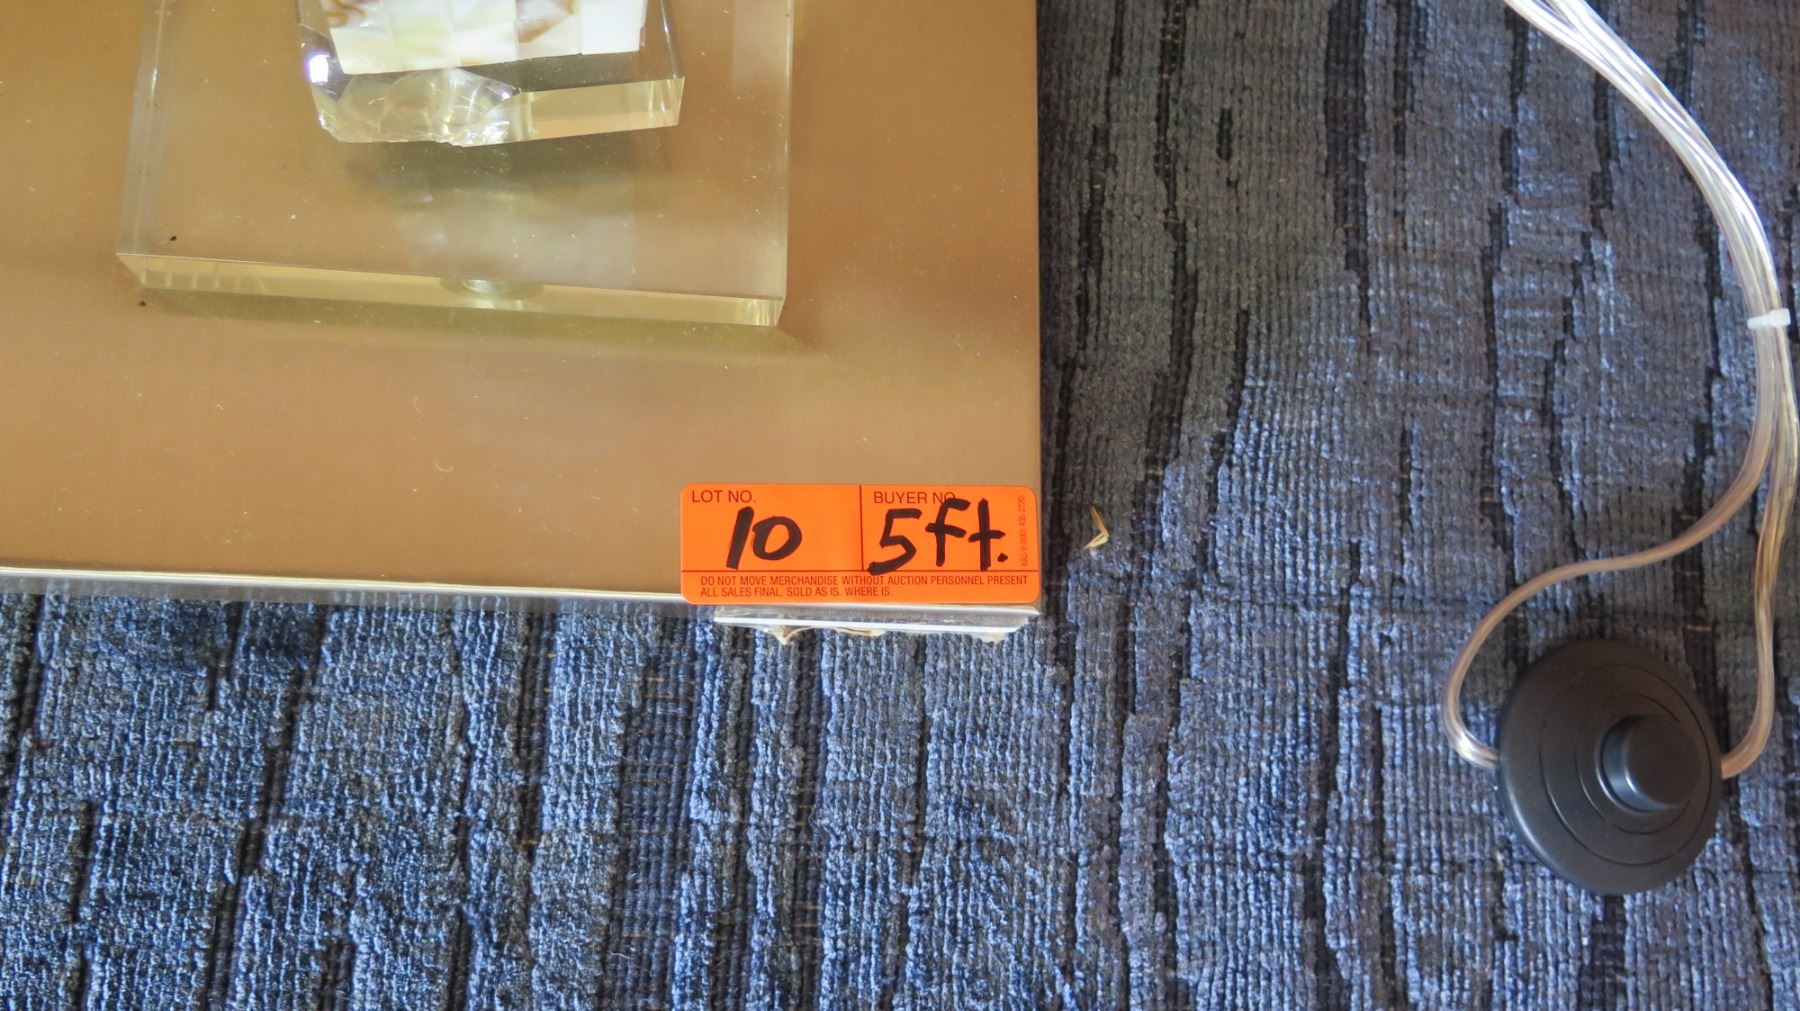 LOT NO. BUYER NO.
10 5ft.
DO NOT MOVE MERCHANDISE WITHOUT AUCTION PERSONNEL PRESENT
ALL SALES FINAL. SOLD AS IS. WHERE IS.